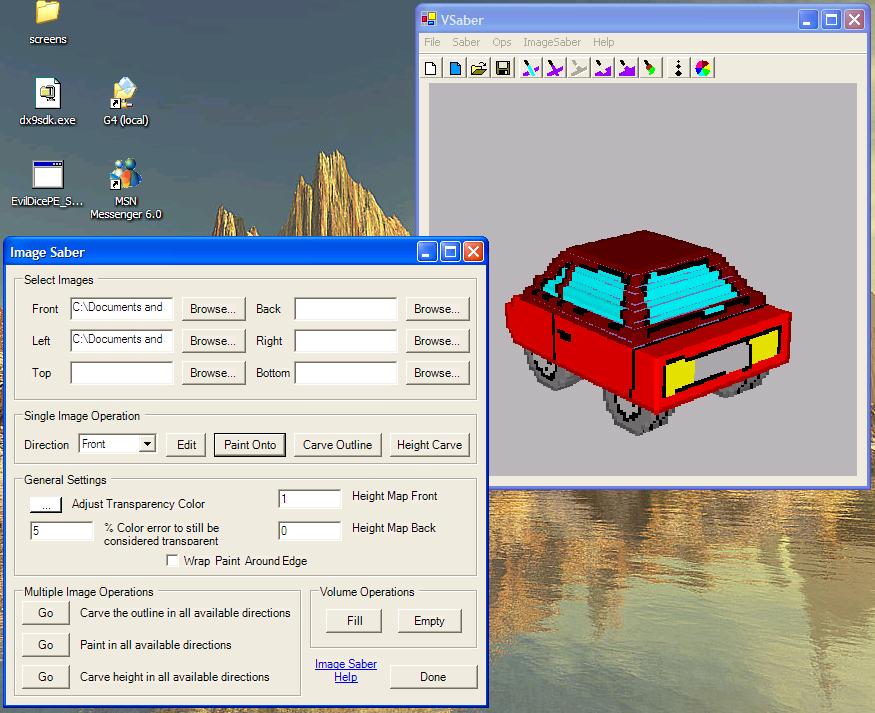 screens
dx9sdk.exe
G4 (local)
EvilDicePE_S...
MSN
Messenger 6.0
VSaber
File Saber Ops ImageSaber Help
Image Saber
Select Images
Front C:\Documents and Browse... Back Browse...
Left C:\Documents and Browse... Right Browse...
Top Browse... Bottom Browse...
Single Image Operation
Direction Front Edit Paint Onto Carve Outline Height Carve
General Settings
... Adjust Transparency Color
1 Height Map Front
5 % Color error to still be
considered transparent
0 Height Map Back
Wrap Paint Around Edge
Multiple Image Operations
Go Carve the outline in all available directions
Go Paint in all available directions
Go Carve height in all available directions
Volume Operations
Fill Empty
Image Saber
Help
Done